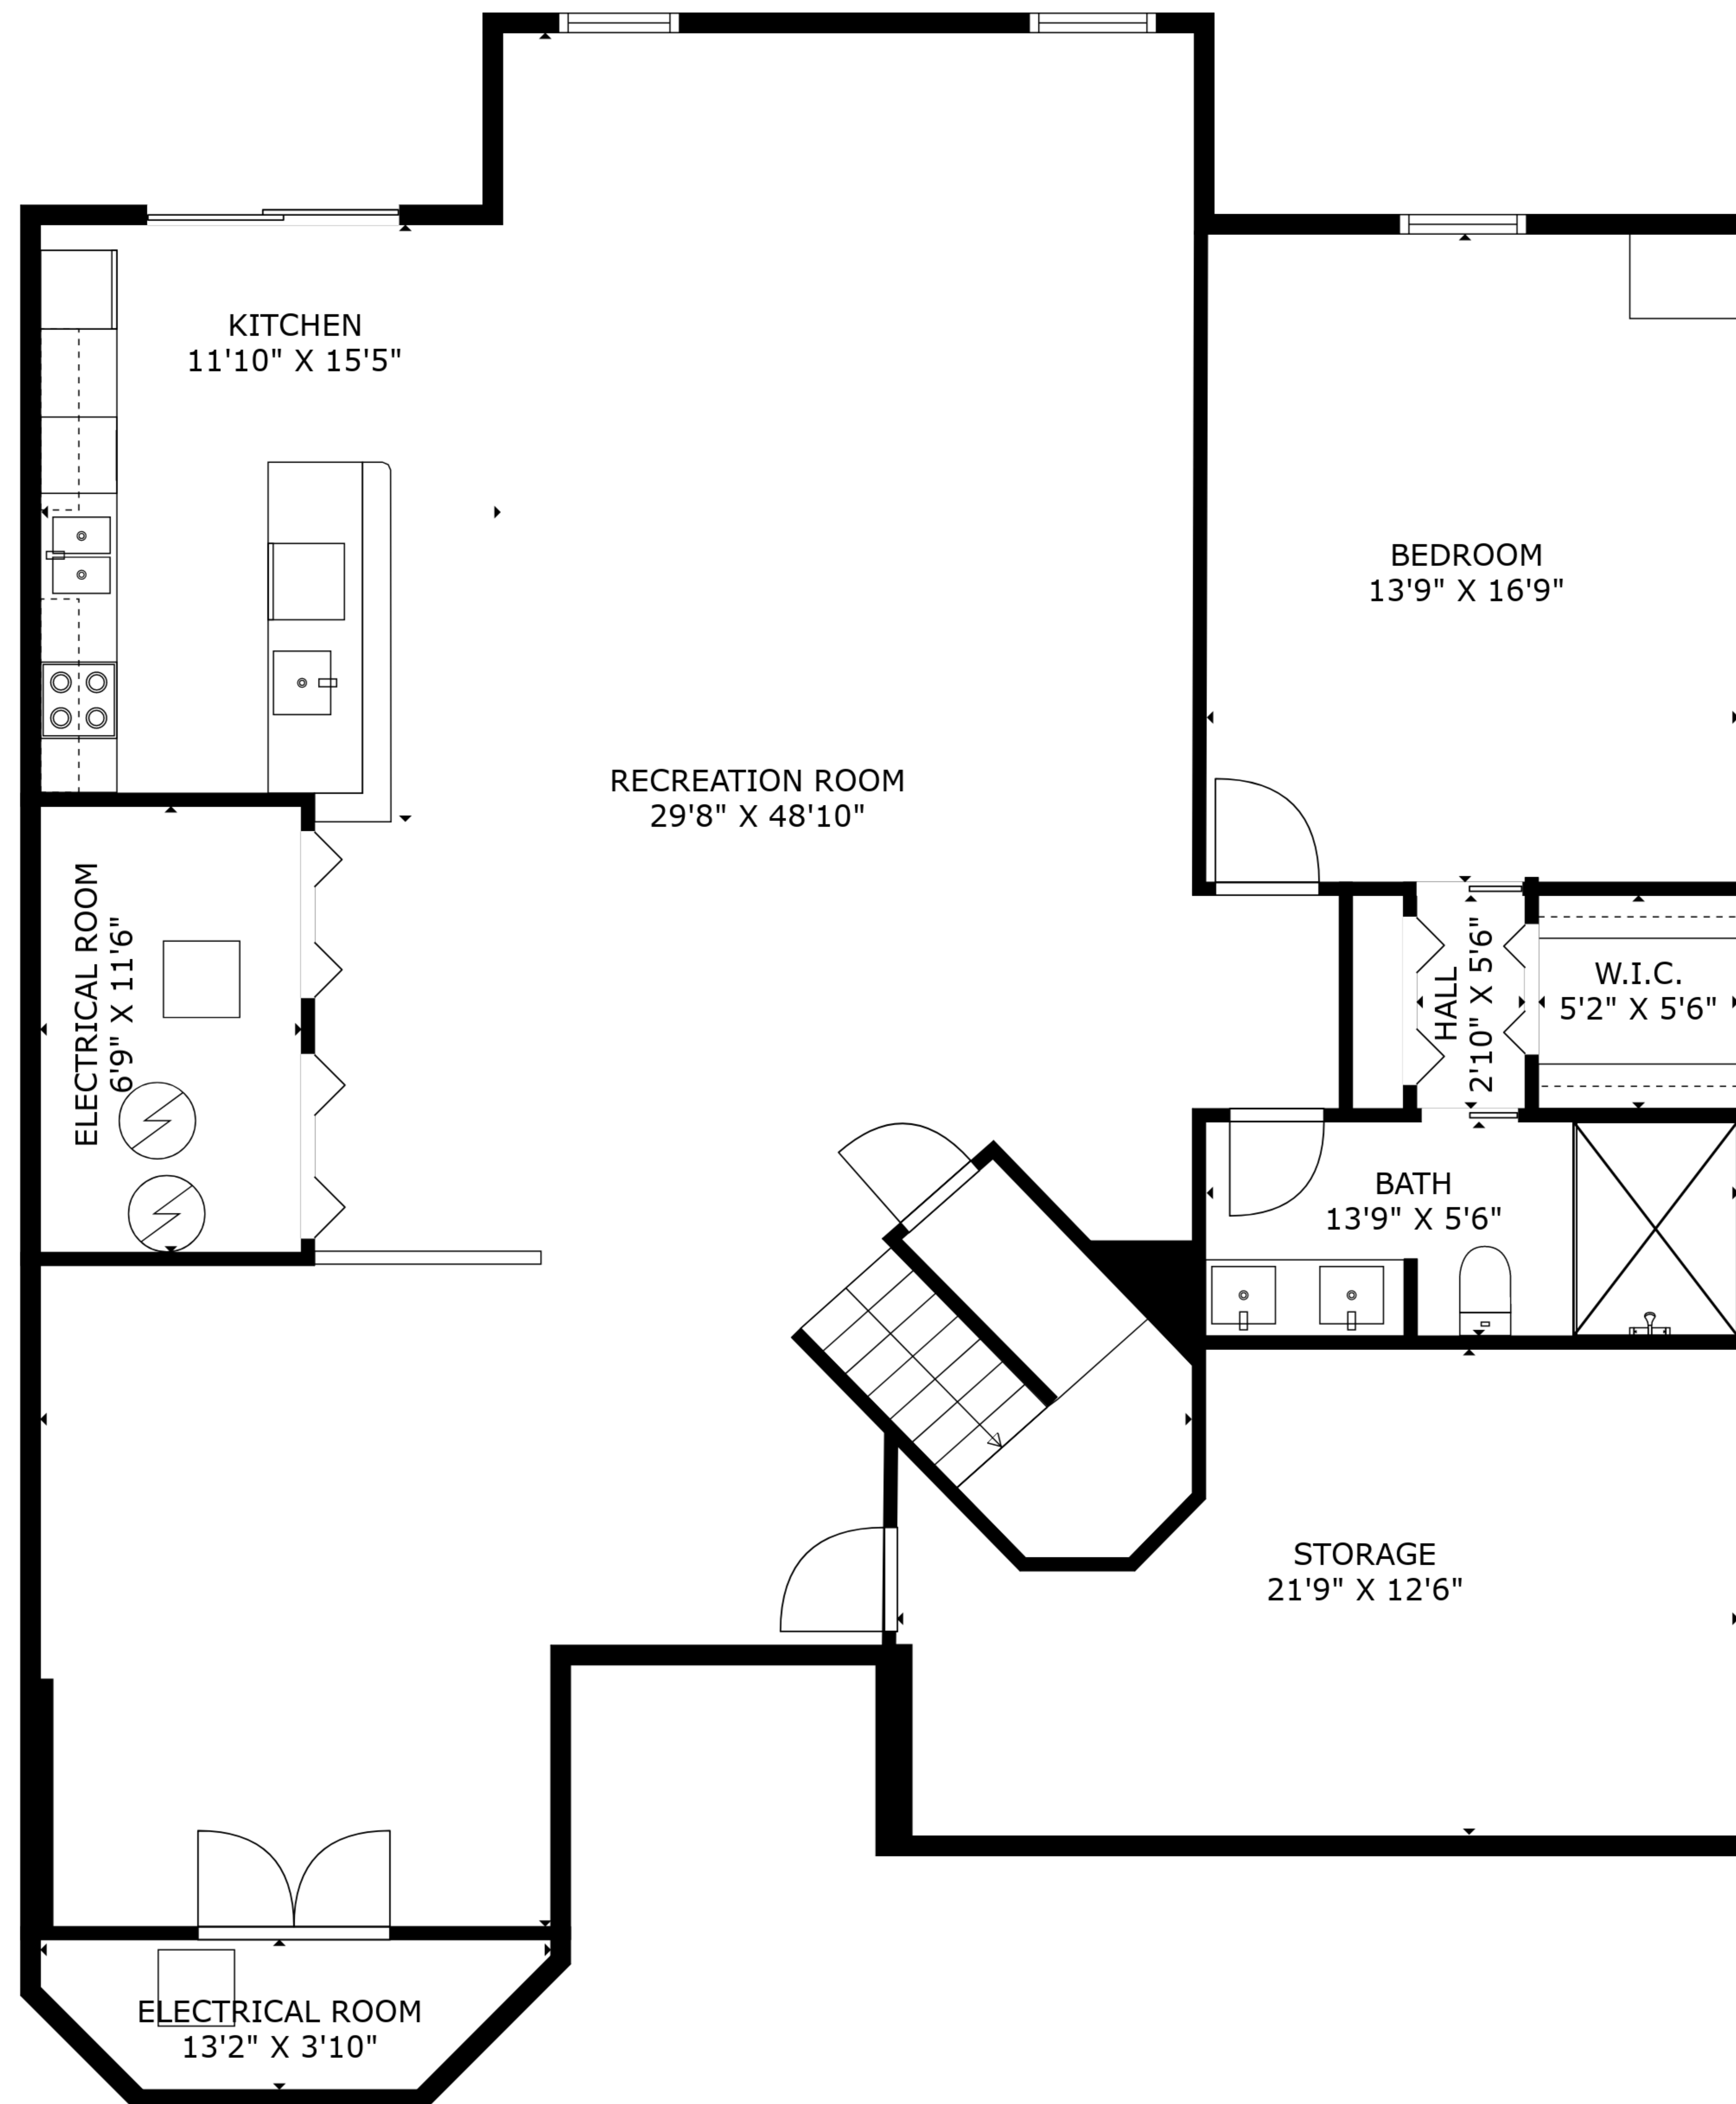 KITCHEN
11'10" X 15'5"
BEDROOM
13'9" X 16'9"
RECREATION ROOM
29'8" X 48'10"
ELECTRICAL ROOM
6'9" X 11'6"
HALL
2'10" X 5'6"
W.I.C.
5'2" X 5'6"
BATH
13'9" X 5'6"
STORAGE
21'9" X 12'6"
ELECTRICAL ROOM
13'2" X 3'10"